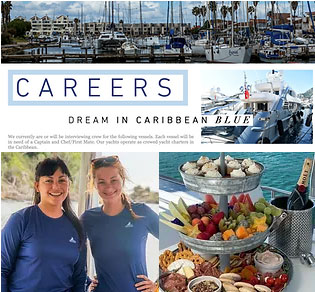 CAREERS
DREAM IN CARIBBEAN BLUE
We currently are or will be interviewing crew for the following vessels. Each vessel will be
in need of a Captain and Chef/First Mate. Our yachts operate as crewed yacht charters in
the Caribbean.